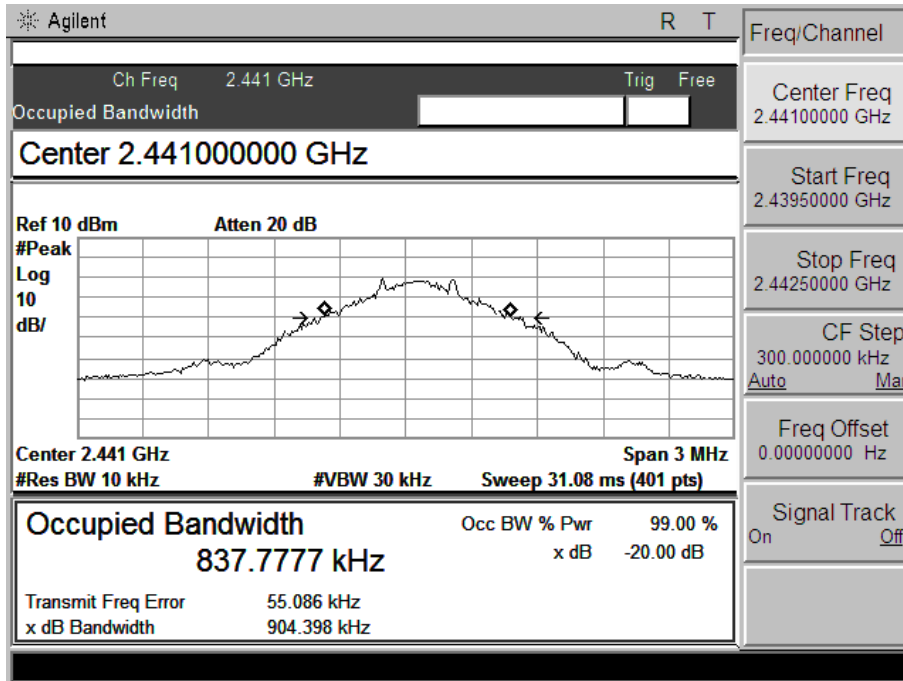 Agilent
R T
Freq/Channel
Ch Freq 2.441 GHz Trig Free
Occupied Bandwidth
Center 2.441000000 GHz
Center Freq
2.44100000 GHz
Start Freq
2.43950000 GHz
Stop Freq
2.44250000 GHz
CF Step
300.000000 kHz
Auto Man
Freq Offset
0.00000000 Hz
Signal Track
On Off
Ref 10 dBm Atten 20 dB
#Peak
Log
10
dB/
Center 2.441 GHz Span 3 MHz
#Res BW 10 kHz #VBW 30 kHz Sweep 31.08 ms (401 pts)
Occupied Bandwidth Occ BW % Pwr 99.00 %
837.7777 kHz x dB -20.00 dB
Transmit Freq Error 55.086 kHz
x dB Bandwidth 904.398 kHz